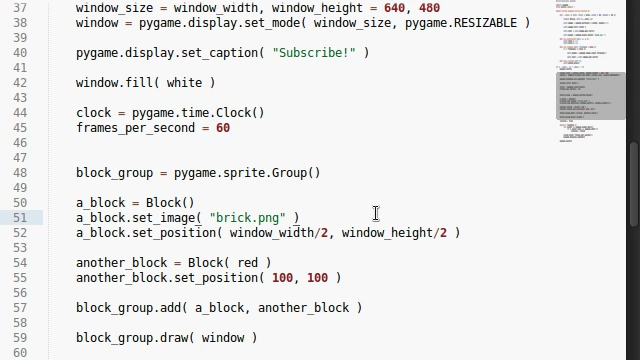 37 window_size = window_width, window_height = 640, 480
38 window = pygame.display.set_mode( window_size, pygame.RESIZABLE )
39
40 pygame.display.set_caption( "Subscribe!" )
41
42 window.fill( white )
43
44 clock = pygame.time.Clock()
45 frames_per_second = 60
46
47
48 block_group = pygame.sprite.Group()
49
50 a_block = Block()
51 a_block.set_image( "brick.png" )
52 a_block.set_position( window_width/2, window_height/2 )
53
54 another_block = Block( red )
55 another_block.set_position( 100, 100 )
56
57 block_group.add( a_block, another_block )
58
59 block_group.draw( window )
60